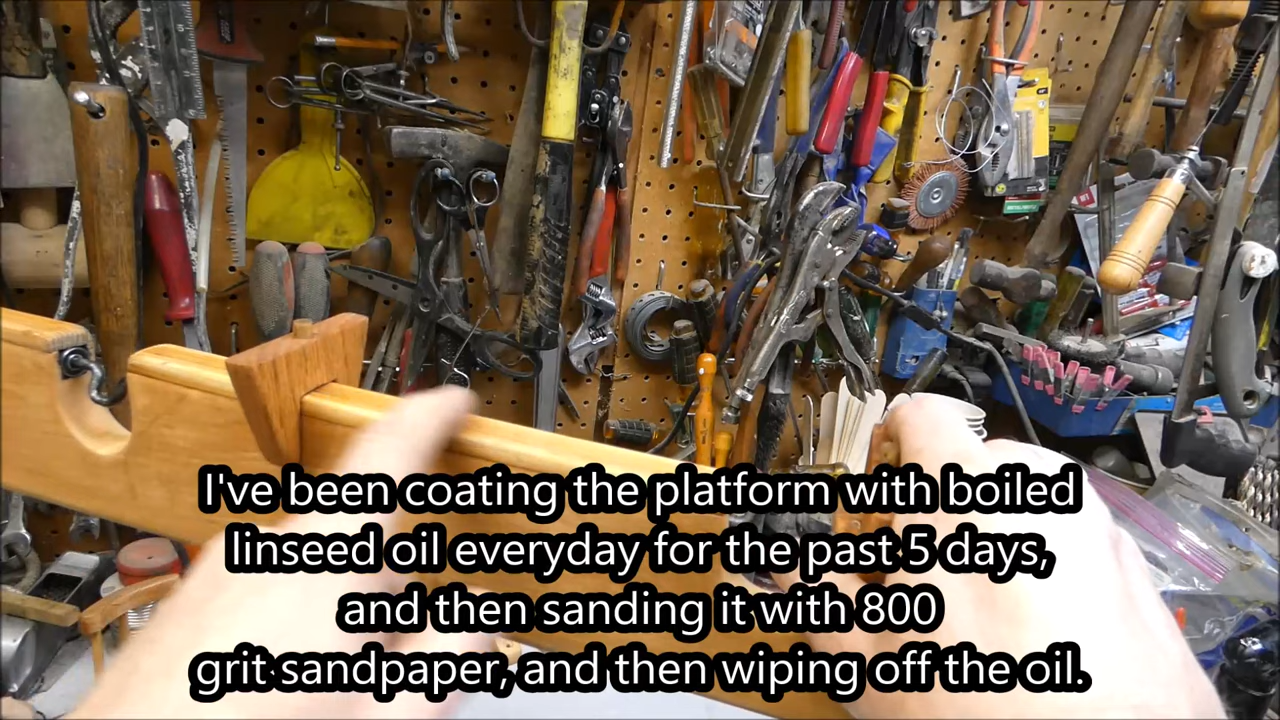 I've been coating the platform with boiled
linseed oil everyday for the past 5 days,
and then sanding it with 800
grit sandpaper, and then wiping off the oil.